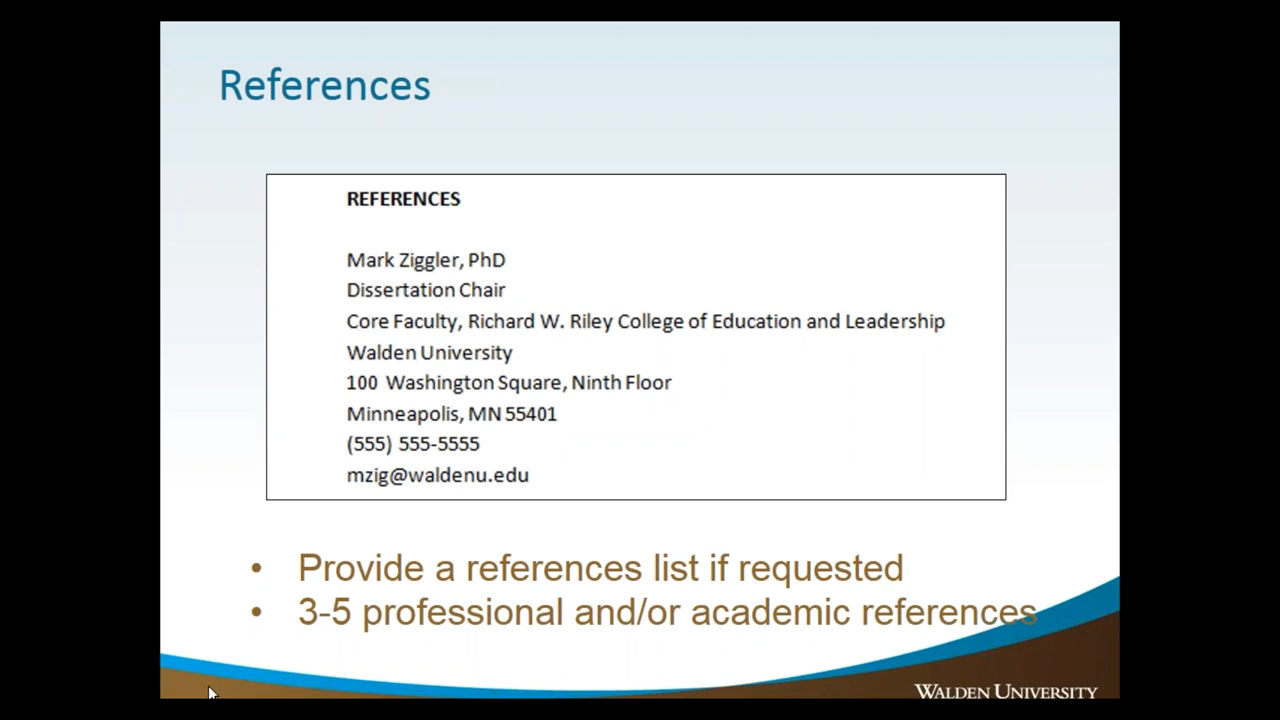 References
REFERENCES
Mark Ziggler, PhD
Dissertation Chair
Core Faculty, Richard W. Riley College of Education and Leadership
Walden University
100 Washington Square, Ninth Floor
Minneapolis, MN 55401
(555) 555-5555
mzig@waldenu.edu
• Provide a references list if requested
• 3-5 professional and/or academic references
WALDEN UNIVERSITY